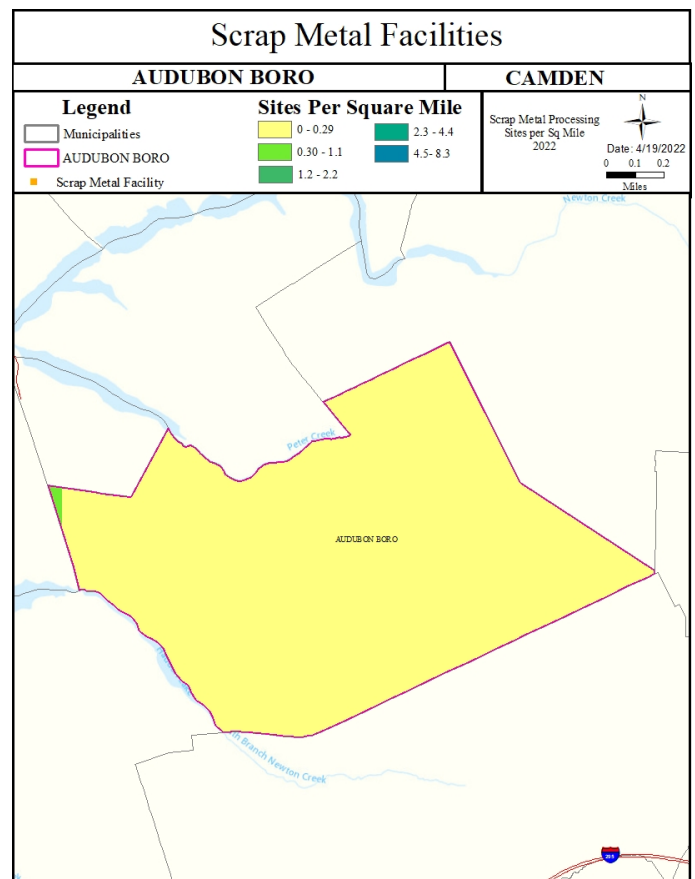 Scrap Metal Facilities
AUDUBON BORO
CAMDEN
Legend
Municipalities
AUDUBON BORO
Scrap Metal Facility
Sites Per Square Mile
0 - 0.29
0.30 - 1.1
1.2 - 2.2
2.3 - 4.4
4.5- 8.3
Scrap Metal Processing
Sites per Sq Mile
2022
N
Date: 4/19/2022
0 0.1 0.2
Miles
Newton Creek
Peter Creek
AUDUBON BORO
Branch Newton Creek
295